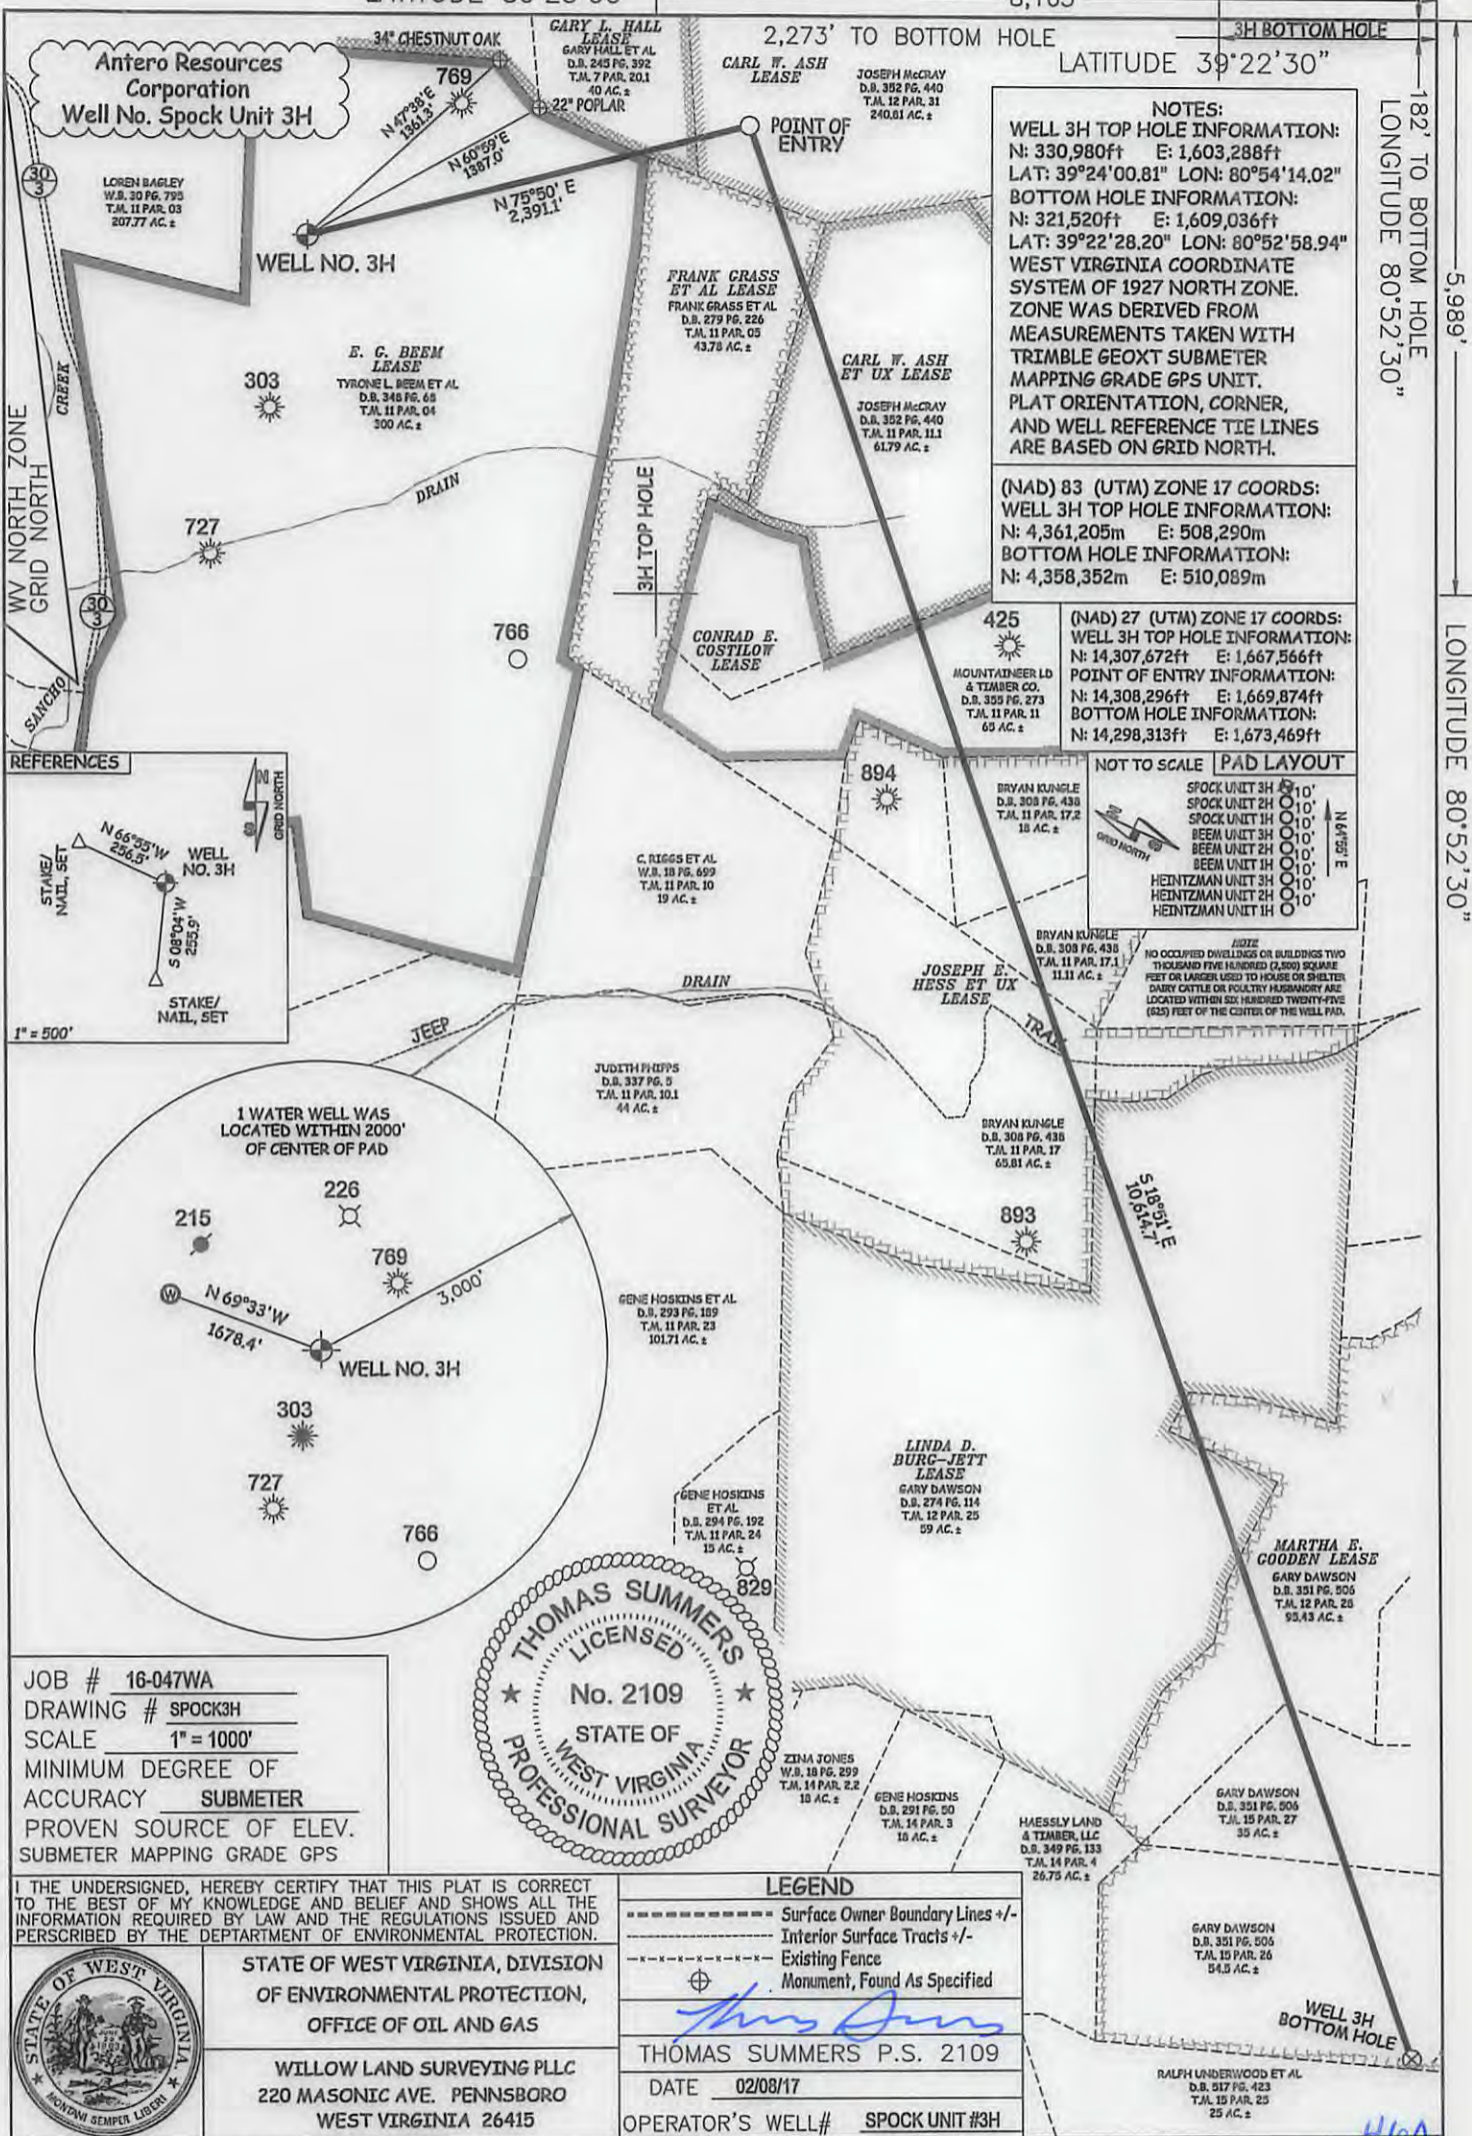 2,273' TO BOTTOM HOLE
3H BOTTOM HOLE
LATITUDE 39°22'30"
182' TO BOTTOM HOLE
LONGITUDE 80°52'30"
5,989'
LONGITUDE 80°52'30"
Antero Resources
Corporation
Well No. Spock Unit 3H
34" CHESTNUT OAK
769
22" POPLAR
N 47°38'E
1361.3'
N 60°59'E
1387.0'
N 75°50' E
2,391.1'
GARY L. HALL
LEASE
GARY HALL ET AL
D.B. 245 PG. 392
T.M. 7 PAR. 20.1
40 AC. ±
CARL W. ASH
LEASE
JOSEPH McCRAY
D.B. 352 PG. 440
T.M. 12 PAR. 31
240.81 AC. ±
POINT OF
ENTRY
30
3
LOREN BAGLEY
W.B. 30 PG. 795
T.M. 11 PAR. 03
207.77 AC. ±
WELL NO. 3H
NOTES:
WELL 3H TOP HOLE INFORMATION:
N: 330,980ft E: 1,603,288ft
LAT: 39°24'00.81" LON: 80°54'14.02"
BOTTOM HOLE INFORMATION:
N: 321,520ft E: 1,609,036ft
LAT: 39°22'28.20" LON: 80°52'58.94"
WEST VIRGINIA COORDINATE
SYSTEM OF 1927 NORTH ZONE.
ZONE WAS DERIVED FROM
MEASUREMENTS TAKEN WITH
TRIMBLE GEOXT SUBMETER
MAPPING GRADE GPS UNIT.
PLAT ORIENTATION, CORNER,
AND WELL REFERENCE TIE LINES
ARE BASED ON GRID NORTH.
(NAD) 83 (UTM) ZONE 17 COORDS:
WELL 3H TOP HOLE INFORMATION:
N: 4,361,205m E: 508,290m
BOTTOM HOLE INFORMATION:
N: 4,358,352m E: 510,089m
(NAD) 27 (UTM) ZONE 17 COORDS:
WELL 3H TOP HOLE INFORMATION:
N: 14,307,672ft E: 1,667,566ft
POINT OF ENTRY INFORMATION:
N: 14,308,296ft E: 1,669,874ft
BOTTOM HOLE INFORMATION:
N: 14,298,313ft E: 1,673,469ft
E. G. BEEM
LEASE
TYRONE L. BEEM ET AL
D.B. 348 PG. 68
T.M. 11 PAR. 04
300 AC. ±
303
FRANK GRASS
ET AL LEASE
FRANK GRASS ET AL
D.B. 279 PG. 226
T.M. 11 PAR. 05
43.78 AC. ±
CARL W. ASH
ET UX LEASE
JOSEPH McCRAY
D.B. 352 PG. 440
T.M. 11 PAR. 11.1
61.79 AC. ±
CREEK
WV NORTH ZONE
GRID NORTH
DRAIN
727
3H TOP HOLE
30
3
766
CONRAD E.
COSTILOW
LEASE
425
MOUNTAINEER LD
& TIMBER CO.
D.B. 355 PG. 273
T.M. 11 PAR. 11
65 AC. ±
SANCHO
REFERENCES
N 66°55'W
256.5'
WELL
NO. 3H
STAKE/
NAIL, SET
S 08°04'W
255.9'
STAKE/
NAIL, SET
N
S
GRID NORTH
1" = 500'
894
BRYAN KUNGLE
D.B. 308 PG. 438
T.M. 11 PAR. 17.2
18 AC. ±
NOT TO SCALE PAD LAYOUT
SPOCK UNIT 3H 10'
SPOCK UNIT 2H 10'
SPOCK UNIT 1H 10'
BEEM UNIT 3H 10'
BEEM UNIT 2H 10'
BEEM UNIT 1H 10'
HEINTZMAN UNIT 3H 10'
HEINTZMAN UNIT 2H 10'
HEINTZMAN UNIT 1H
GRID NORTH
N 64°55' E
C. RIGGS ET AL
W.B. 18 PG. 699
T.M. 11 PAR. 10
19 AC. ±
BRYAN KUNGLE
D.B. 308 PG. 438
T.M. 11 PAR. 17.1
11.11 AC. ±
NOTE
NO OCCUPIED DWELLINGS OR BUILDINGS TWO
THOUSAND FIVE HUNDRED (2,500) SQUARE
FEET OR LARGER USED TO HOUSE OR SHELTER
DAIRY CATTLE OR POULTRY HUSBANDRY ARE
LOCATED WITHIN SIX HUNDRED TWENTY-FIVE
(625) FEET OF THE CENTER OF THE WELL PAD.
JOSEPH E.
HESS ET UX
LEASE
DRAIN
JEEP
TRAIL
JUDITH PHIPPS
D.B. 337 PG. 5
T.M. 11 PAR. 10.1
44 AC. ±
BRYAN KUNGLE
D.B. 308 PG. 438
T.M. 11 PAR. 17
65.81 AC. ±
893
S 18°51' E
10,614.7'
1 WATER WELL WAS
LOCATED WITHIN 2000'
OF CENTER OF PAD
226
215
769
3,000'
W
N 69°33'W
1678.4'
WELL NO. 3H
303
727
766
GENE HOSKINS ET AL
D.B. 293 PG. 189
T.M. 11 PAR. 23
101.71 AC. ±
LINDA D.
BURG-JETT
LEASE
GARY DAWSON
D.B. 274 PG. 114
T.M. 12 PAR. 25
59 AC. ±
GENE HOSKINS
ET AL
D.B. 294 PG. 192
T.M. 11 PAR. 24
15 AC. ±
829
MARTHA E.
GOODEN LEASE
GARY DAWSON
D.B. 351 PG. 506
T.M. 12 PAR. 28
95.43 AC. ±
THOMAS SUMMERS
LICENSED
No. 2109
STATE OF
WEST VIRGINIA
PROFESSIONAL SURVEYOR
JOB # 16-047WA
DRAWING # SPOCK3H
SCALE 1" = 1000'
MINIMUM DEGREE OF
ACCURACY SUBMETER
PROVEN SOURCE OF ELEV.
SUBMETER MAPPING GRADE GPS
ZINA JONES
W.B. 18 PG. 299
T.M. 14 PAR. 2.2
18 AC. ±
GENE HOSKINS
D.B. 291 PG. 50
T.M. 14 PAR. 3
18 AC. ±
HAESSLY LAND
& TIMBER, LLC
D.B. 349 PG. 133
T.M. 14 PAR. 4
26.75 AC. ±
GARY DAWSON
D.B. 351 PG. 506
T.M. 15 PAR. 27
35 AC. ±
GARY DAWSON
D.B. 351 PG. 506
T.M. 15 PAR. 26
54.5 AC. ±
WELL 3H
BOTTOM HOLE
RALPH UNDERWOOD ET AL
D.B. 517 PG. 423
T.M. 15 PAR. 25
25 AC. ±
I THE UNDERSIGNED, HEREBY CERTIFY THAT THIS PLAT IS CORRECT
TO THE BEST OF MY KNOWLEDGE AND BELIEF AND SHOWS ALL THE
INFORMATION REQUIRED BY LAW AND THE REGULATIONS ISSUED AND
PERSCRIBED BY THE DEPTARTMENT OF ENVIRONMENTAL PROTECTION.
STATE OF WEST VIRGINIA
MONTANI SEMPER LIBERI
STATE OF WEST VIRGINIA, DIVISION
OF ENVIRONMENTAL PROTECTION,
OFFICE OF OIL AND GAS
WILLOW LAND SURVEYING PLLC
220 MASONIC AVE. PENNSBORO
WEST VIRGINIA 26415
LEGEND
Surface Owner Boundary Lines +/-
Interior Surface Tracts +/-
Existing Fence
Monument, Found As Specified
THOMAS SUMMERS P.S. 2109
DATE 02/08/17
OPERATOR'S WELL# SPOCK UNIT #3H